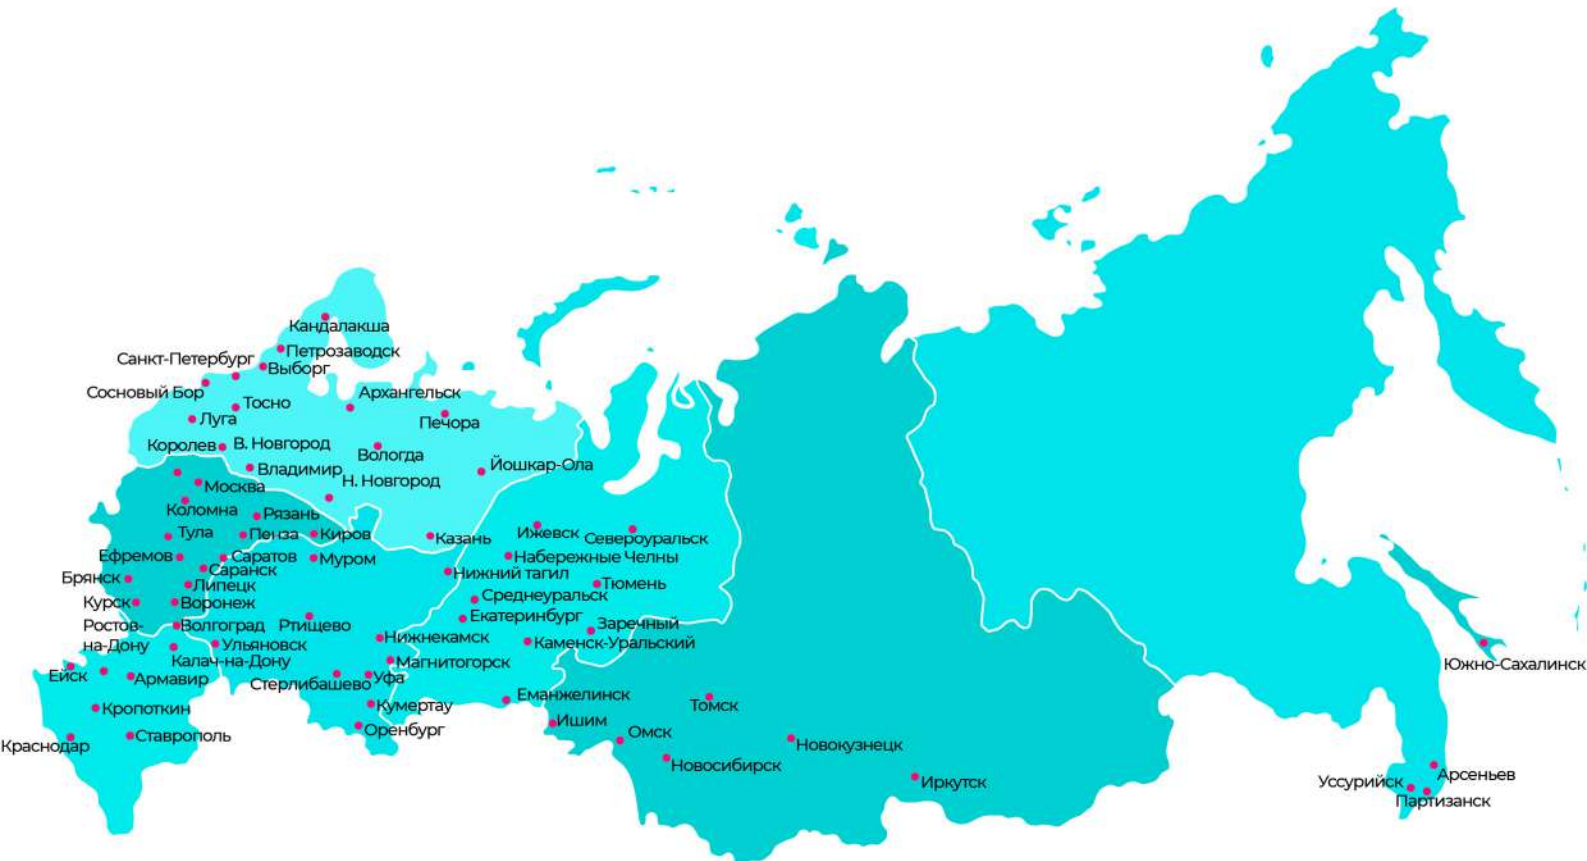 Кандалакша
Петрозаводск
Санкт-Петербург
Выборг
Сосновый Бор
Архангельск
Тосно
Луга
Печора
Королев
В. Новгород
Вологда
Йошкар-Ола
Владимир
Н. Новгород
Москва
Коломна
Рязань
Тула
Пенза
Киров
Казань
Ижевск
Североуральск
Ефремов
Саратов
Муром
Набережные Челны
Саранск
Нижний тагил
Брянск
Липецк
Тюмень
Среднеуральск
Курск
Воронеж
Екатеринбург
Ростов-
на-Дону
Волгоград
Ртищево
Заречный
Ульяновск
Нижнекамск
Каменск-Уральский
Калач-на-Дону
Магнитогорск
Южно-Сахалинск
Ейск
Армавир
Стерлибашево
Уфа
Еманжелинск
Кропоткин
Кумертау
Томск
Ишим
Краснодар
Ставрополь
Оренбург
Омск
Новокузнецк
Новосибирск
Иркутск
Уссурийск
Арсеньев
Партизанск